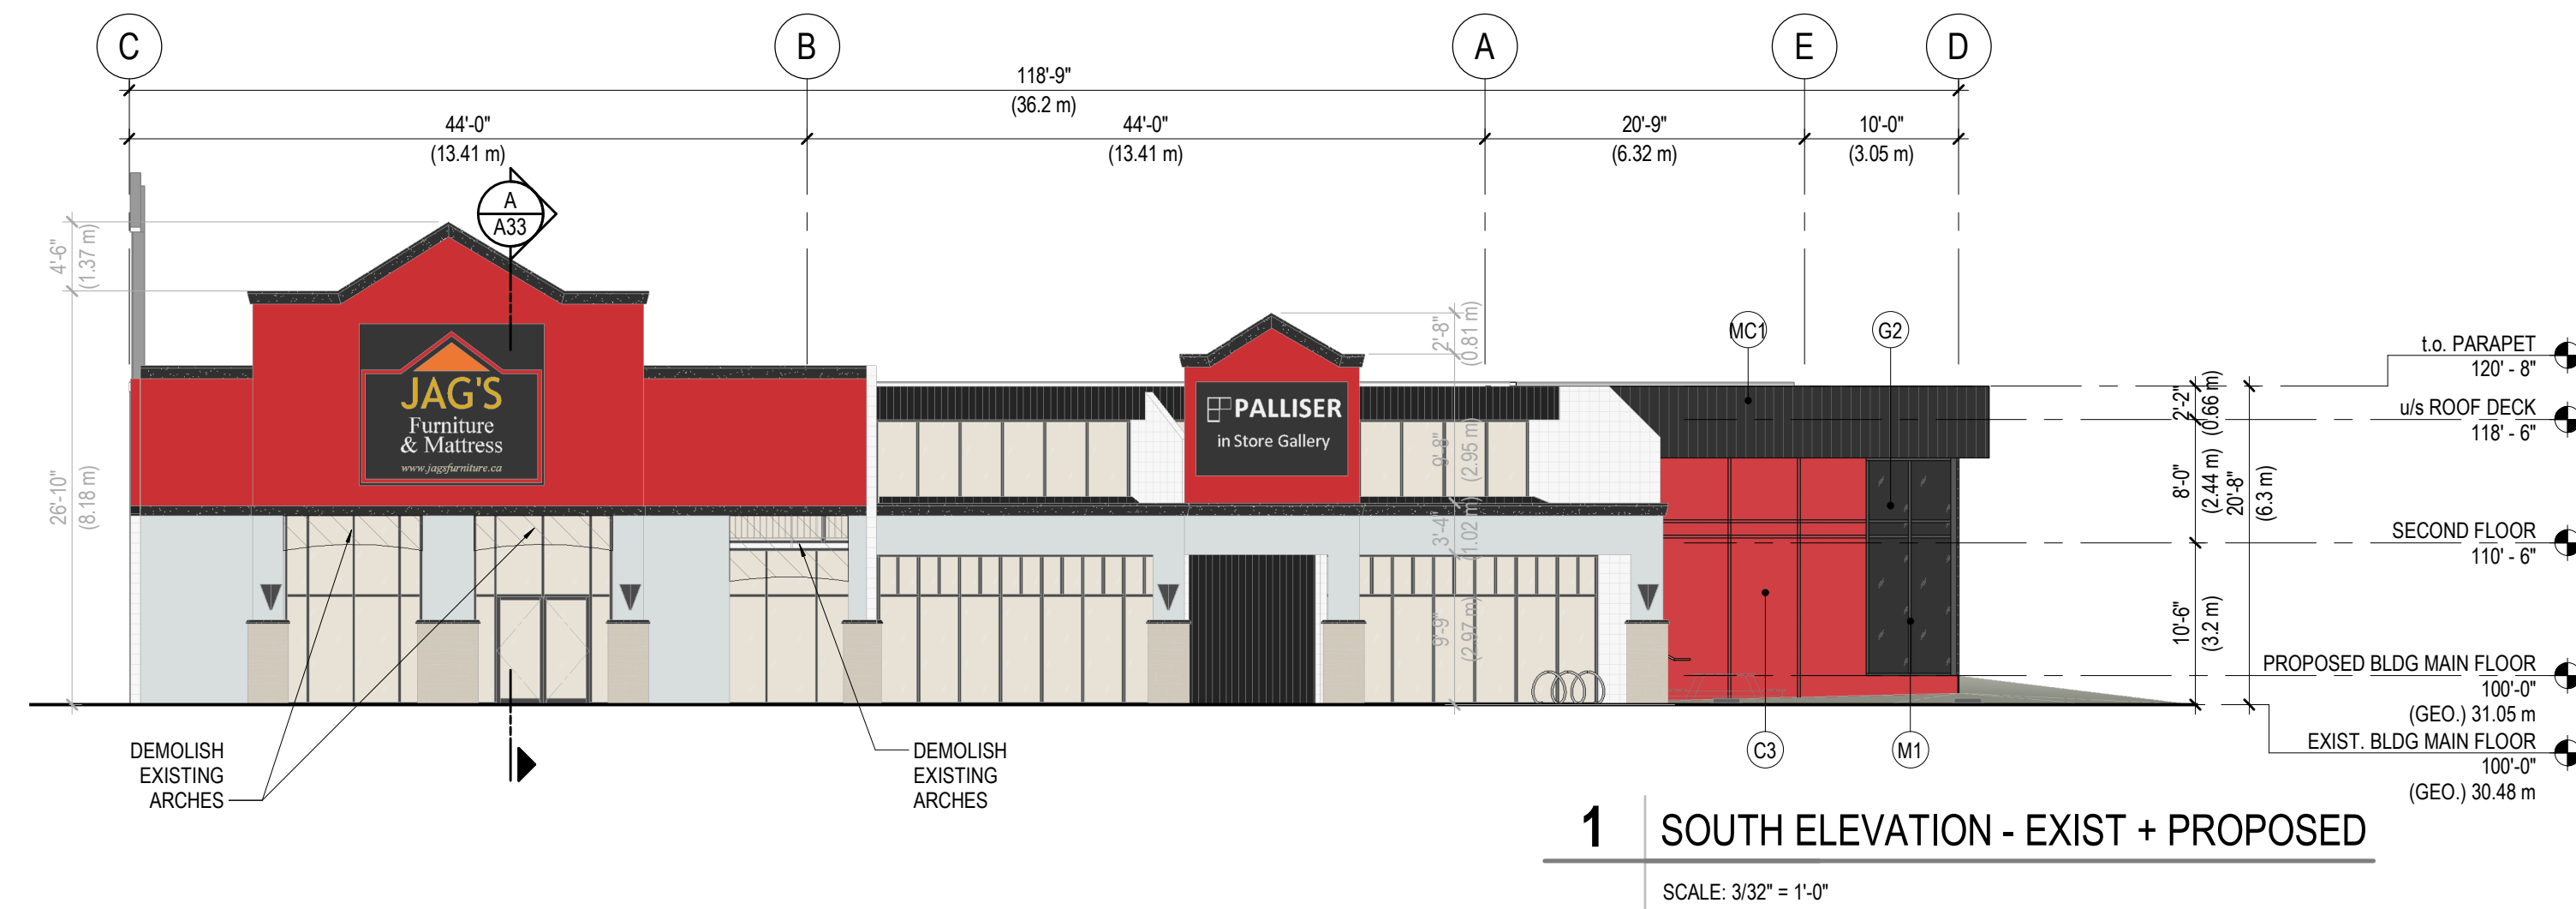 C
B
A
E
D
118'-9"
(36.2 m)
44'-0"
(13.41 m)
44'-0"
(13.41 m)
20'-9"
(6.32 m)
10'-0"
(3.05 m)
A
A33
4'-6"
(1.37 m)
26'-10"
(8.18 m)
JAG'S
Furniture
& Mattress
www.jagsfurniture.ca
PALLISER
in Store Gallery
2'-8"
(0.81 m)
9'-8"
(2.95 m)
3'-4"
(1.02 m)
9'-9"
(2.97 m)
MC1
G2
C3
M1
2'-2"
(0.66 m)
8'-0"
(2.44 m)
20'-8"
(6.3 m)
10'-6"
(3.2 m)
t.o. PARAPET
120' - 8"
u/s ROOF DECK
118' - 6"
SECOND FLOOR
110' - 6"
PROPOSED BLDG MAIN FLOOR
100'-0"
(GEO.) 31.05 m
EXIST. BLDG MAIN FLOOR
100'-0"
(GEO.) 30.48 m
DEMOLISH
EXISTING
ARCHES
DEMOLISH
EXISTING
ARCHES
1
SOUTH ELEVATION - EXIST + PROPOSED
SCALE: 3/32" = 1'-0"